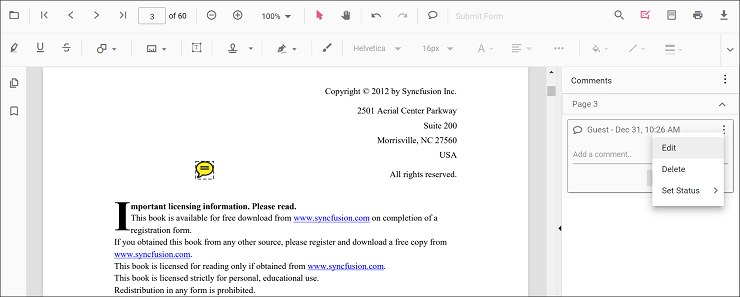 3 of 60 100% Submit Form
U S T Helvetica 16px A
Copyright © 2012 by Syncfusion Inc.
2501 Aerial Center Parkway
Suite 200
Morrisville, NC 27560
USA
All rights reserved.
Important licensing information. Please read.
This book is available for free download from www.syncfusion.com on completion of a
registration form.
If you obtained this book from any other source, please register and download a free copy from
www.syncfusion.com.
This book is licensed for reading only if obtained from www.syncfusion.com.
This book is licensed strictly for personal, educational use.
Redistribution in any form is prohibited.
Comments
Page 3
Guest - Dec 31, 10:26 AM
Add a comment..
Edit
Delete
Set Status